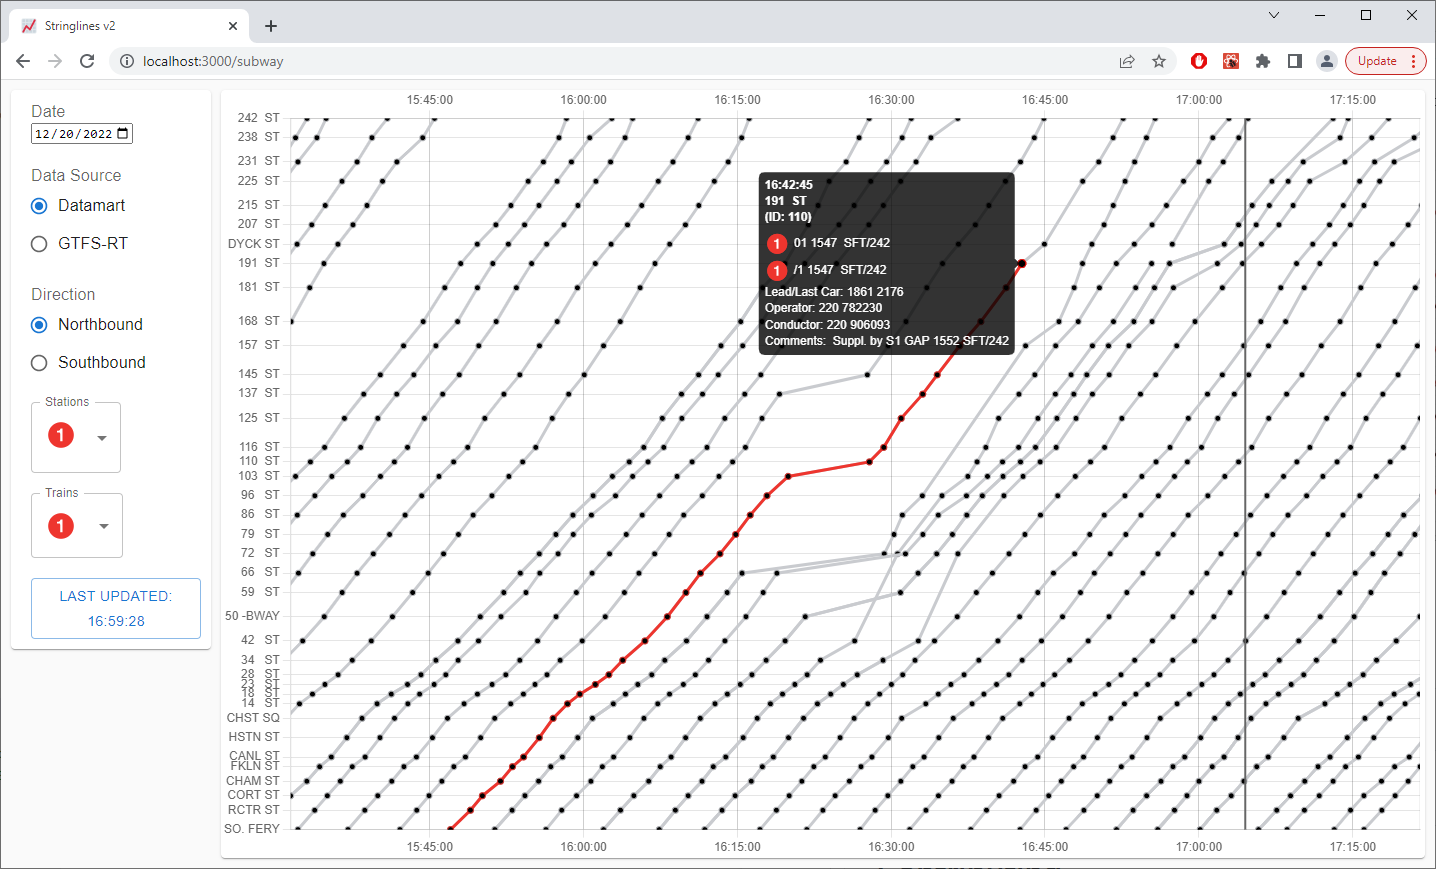 Stringlines v2
localhost:3000/subway
Update
Date
12/20/2022
Data Source
Datamart
GTFS-RT
Direction
Northbound
Southbound
Stations
1
Trains
1
LAST UPDATED:
16:59:28
15:45:00 16:00:00 16:15:00 16:30:00 16:45:00 17:00:00 17:15:00
242 ST
238 ST
231 ST
225 ST
215 ST
207 ST
DYCK ST
191 ST
181 ST
168 ST
157 ST
145 ST
137 ST
125 ST
116 ST
110 ST
103 ST
96 ST
86 ST
79 ST
72 ST
66 ST
59 ST
50 -BWAY
42 ST
34 ST
28 ST
23 ST
18 ST
14 ST
CHST SQ
HSTN ST
CANL ST
FKLN ST
CHAM ST
CORT ST
RCTR ST
SO. FERY
16:42:45
191 ST
(ID: 110)
1 01 1547 SFT/242
1 /1 1547 SFT/242
Lead/Last Car: 1861 2176
Operator: 220 782230
Conductor: 220 906093
Comments: Suppl. by S1 GAP 1552 SFT/242
15:45:00 16:00:00 16:15:00 16:30:00 16:45:00 17:00:00 17:15:00